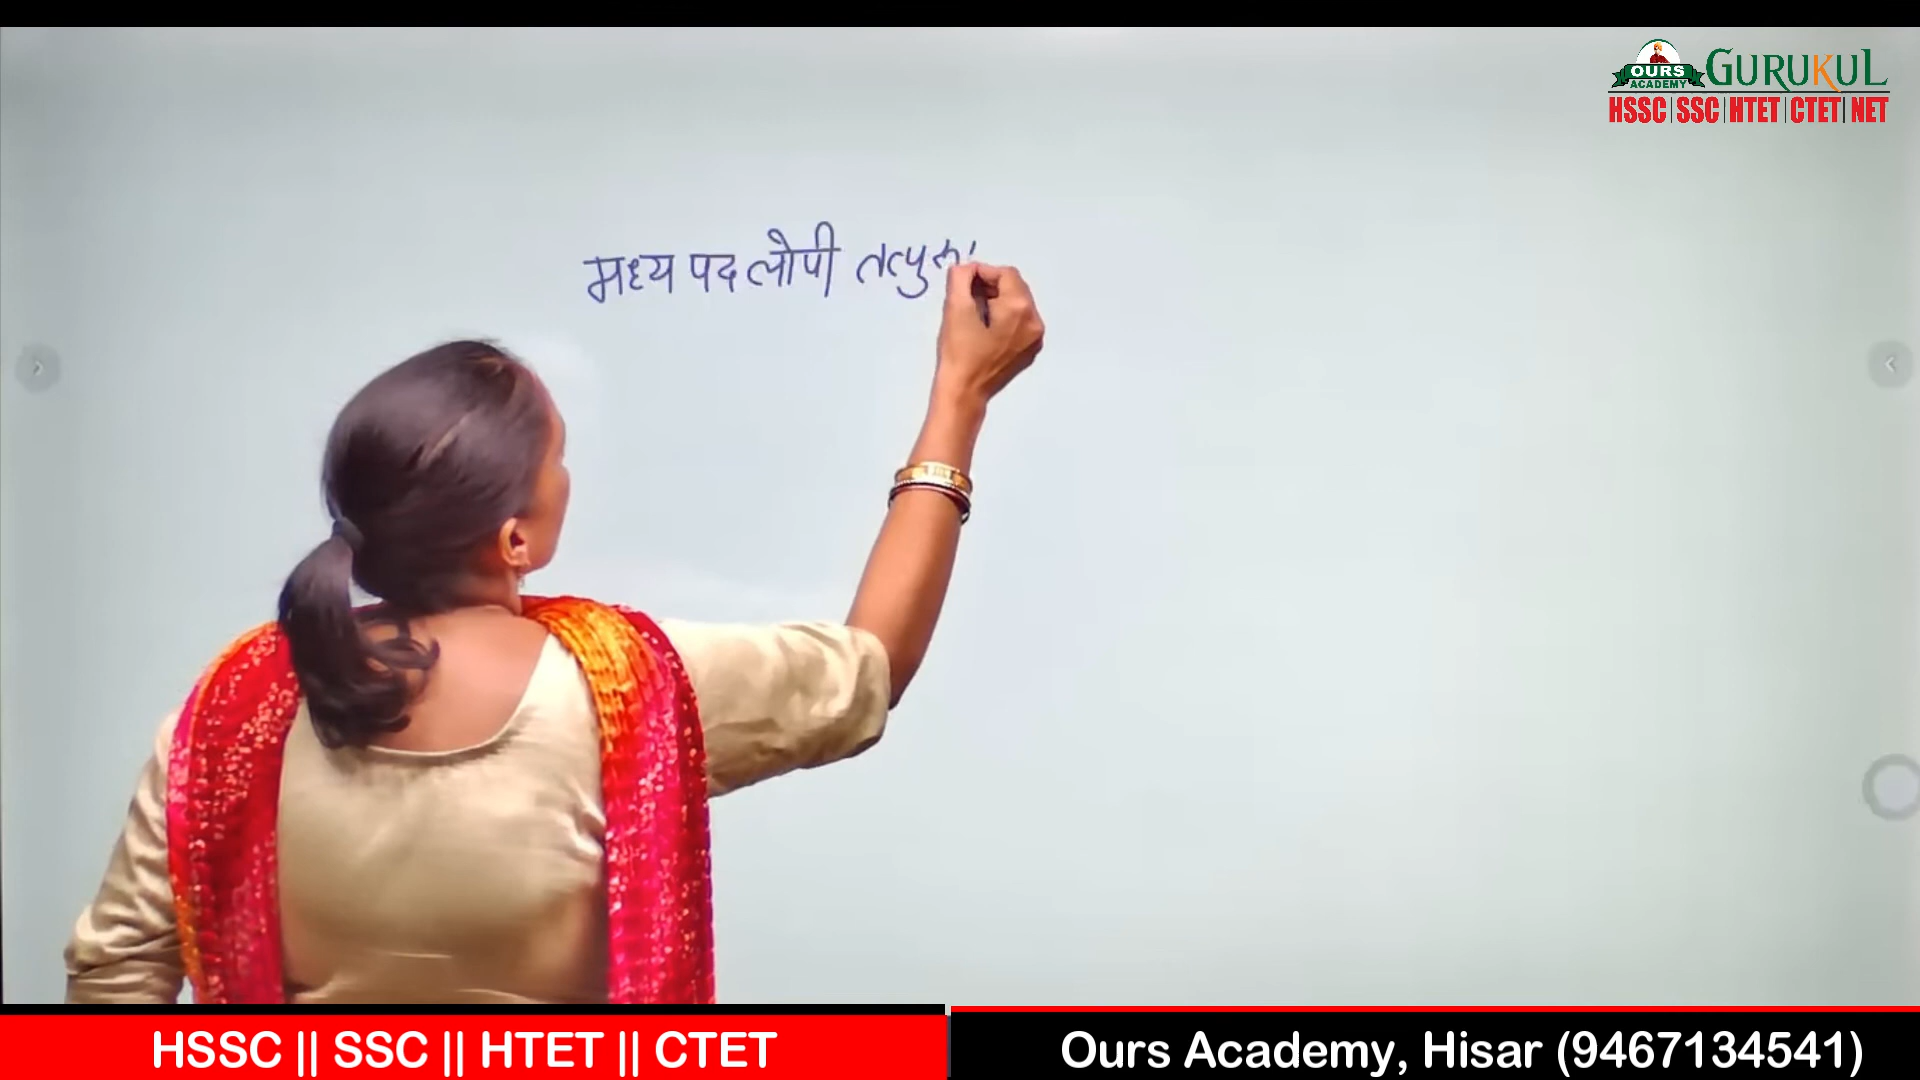 OURS
ACADEMY
GURUKUL
HSSC | SSC | HTET | CTET | NET
मध्य पद लोपी
HSSC || SSC || HTET || CTET
Ours Academy, Hisar (9467134541)